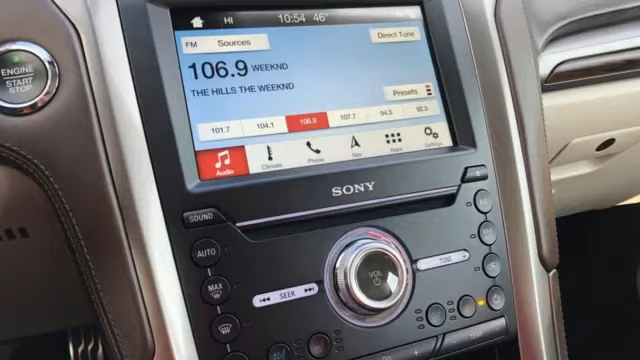 HI 10:54 46°
FM Sources Direct Tune
106.9 WEEKND
THE HILLS THE WEEKND
Presets
101.7 104.1 106.9 107.7 94.5 92.5
Audio Climate Phone Nav Apps Settings
ENGINE
START
STOP
SONY
SOUND
AUTO
MAX
VOL
TUNE +
SEEK
A/C
TEMP